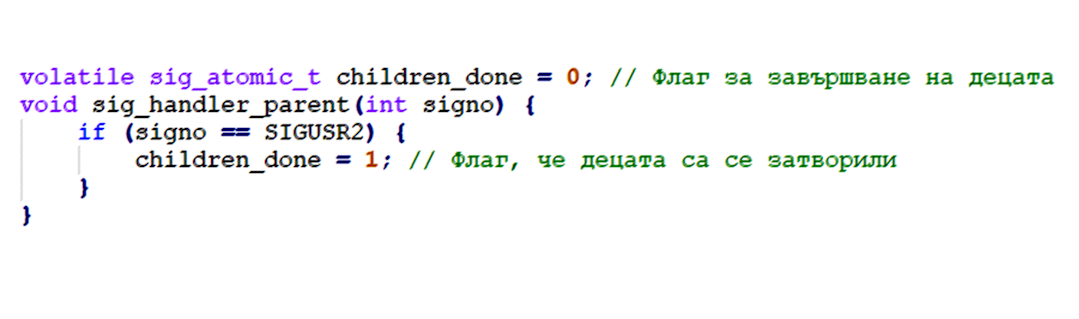 volatile sig_atomic_t children_done = 0; // Флаг за завършване на децата
void sig_handler_parent(int signo) {
    if (signo == SIGUSR2) {
        children_done = 1; // Флаг, че децата са се затворили
    }
}